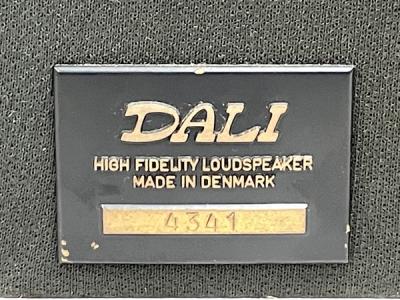 DALI
HIGH FIDELITY LOUDSPEAKER
MADE IN DENMARK
4341